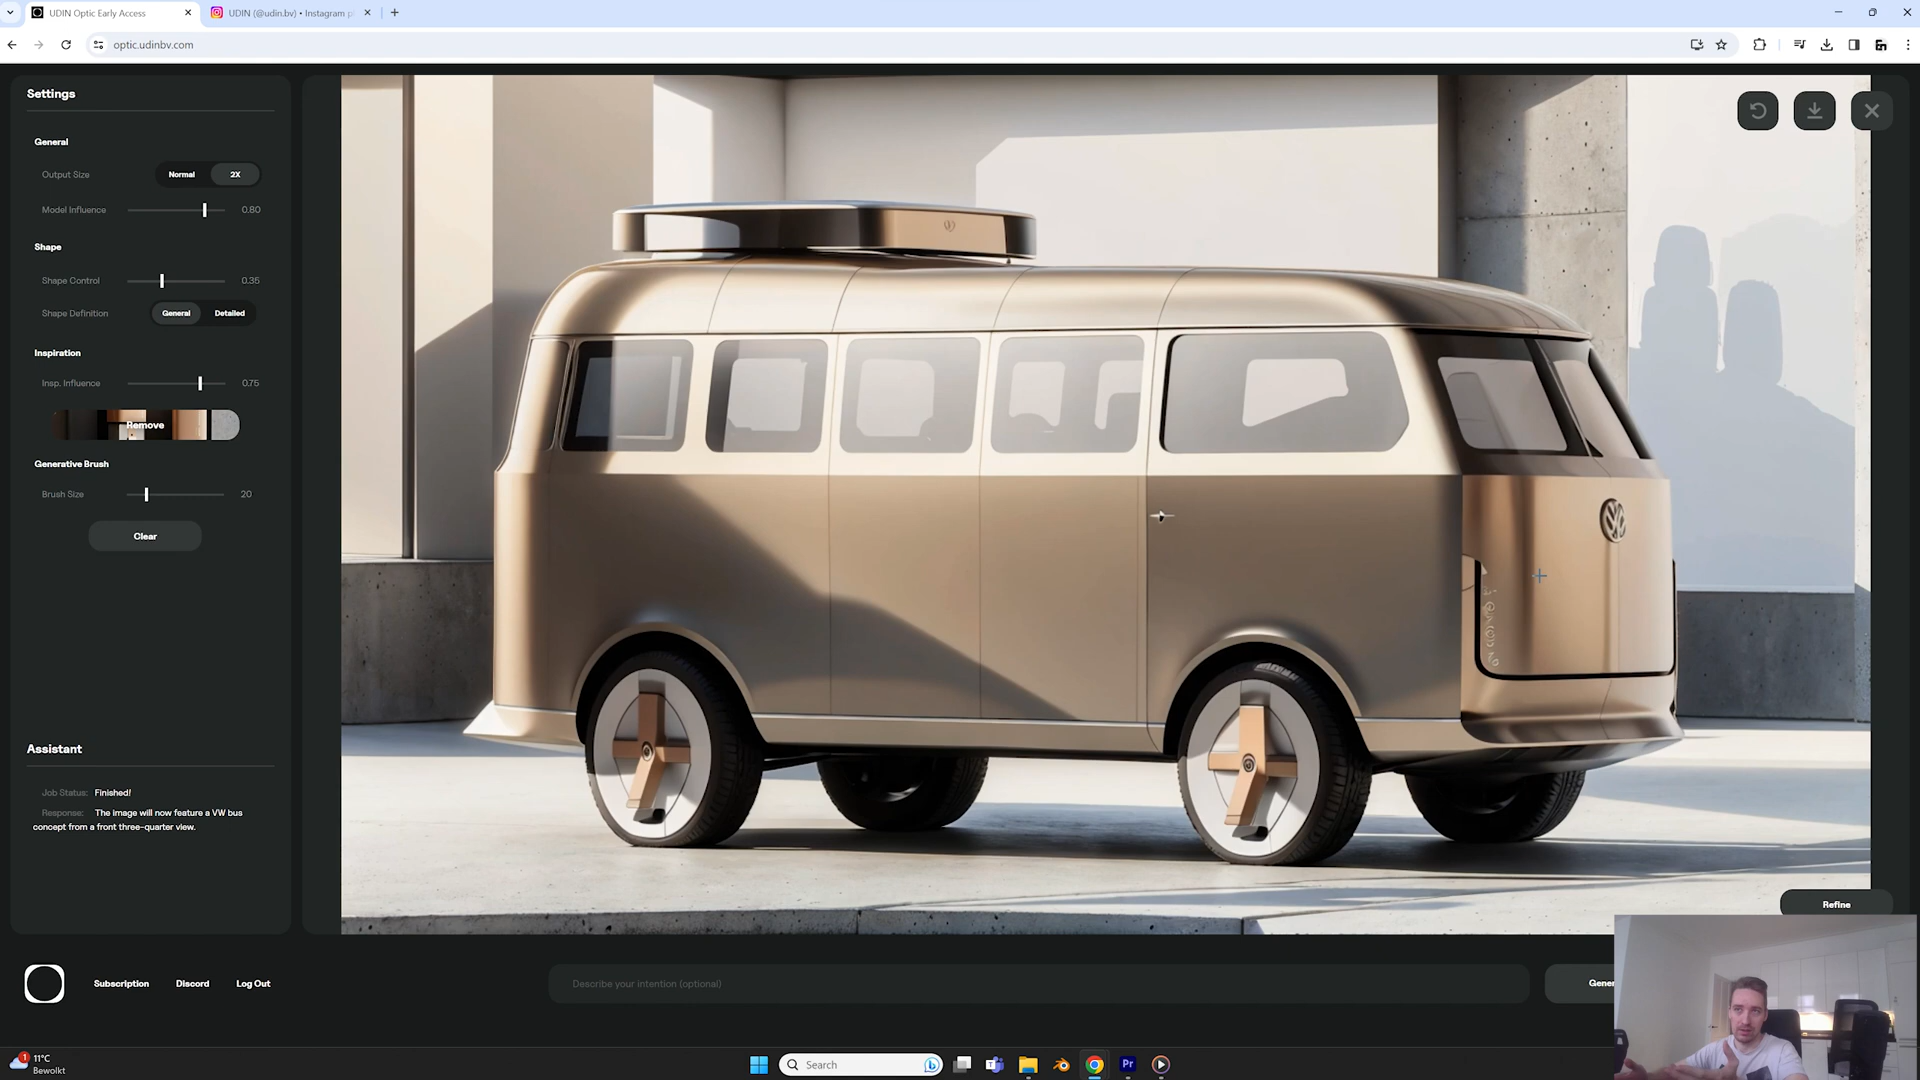 UDIN Optic Early Access
UDIN (@udin.bv) • Instagram p
optic.udinbv.com
Settings
General
Output Size
Normal
2X
Model Influence
0.80
Shape
Shape Control
0.35
Shape Definition
General
Detailed
Inspiration
Insp. Influence
0.75
Remove
Generative Brush
Brush Size
20
Clear
Assistant
Job Status: Finished!
Response: The image will now feature a VW bus
concept from a front three-quarter view.
Refine
Subscription
Discord
Log Out
Describe your intention (optional)
Gener
1
11°C
Bewolkt
Search
Pr